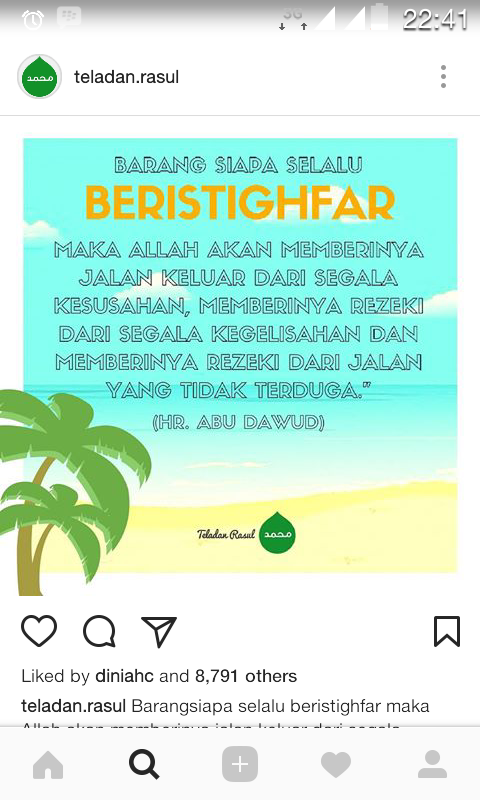 3G 22:41
محمد
teladan.rasul
BARANG SIAPA SELALU
BERISTIGHFAR
MAKA ALLAH AKAN MEMBERINYA
JALAN KELUAR DARI SEGALA
KESUSAHAN, MEMBERINYA REZEKI
DARI SEGALA KEGELISAHAN DAN
MEMBERINYA REZEKI DARI JALAN
YANG TIDAK TERDUGA."
(HR. ABU DAWUD)
Teladan Rasul محمد
Liked by diniahc and 8,791 others
teladan.rasul Barangsiapa selalu beristighfar maka
Allah akan memberinya jalan keluar dari segala